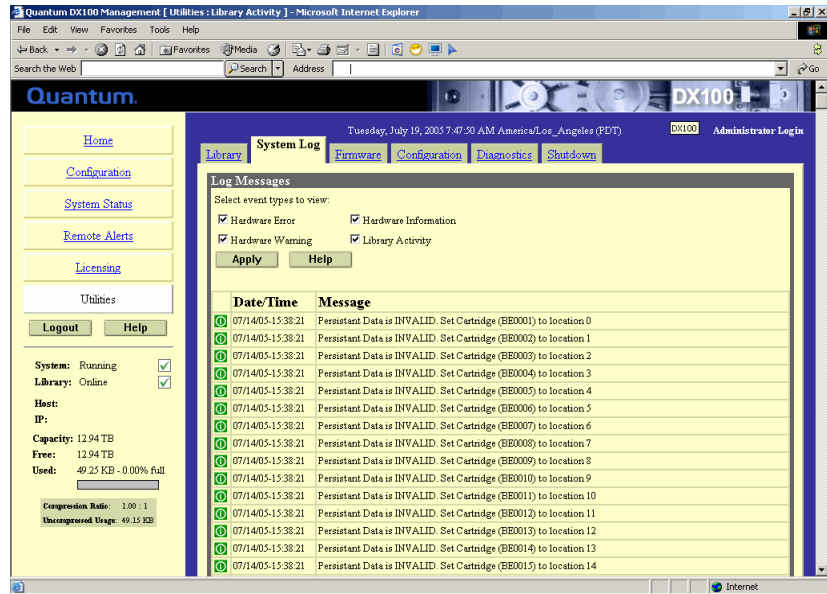 Quantum DX100 Management [ Utilities : Library Activity ] - Microsoft Internet Explorer
File Edit View Favorites Tools Help
Back Favorites Media
Search the Web Search Address Go
Quantum. DX100
Tuesday, July 19, 2005 7:47:50 AM America/Los_Angeles (PDT) DX100 Administrator Login
Home
Configuration
System Status
Remote Alerts
Licensing
Utilities
Logout Help
System: Running
Library: Online
Host:
IP:
Capacity: 12.94 TB
Free: 12.94 TB
Used: 49.25 KB - 0.00% full
Compression Ratio: 1.00 : 1
Uncompressed Usage: 49.15 KB
Library System Log Firmware Configuration Diagnostics Shutdown
Log Messages
Select event types to view:
Hardware Error Hardware Information
Hardware Warning Library Activity
Apply Help
Date/Time Message
07/14/05-15:38:21 Persistant Data is INVALID. Set Cartridge (BE0001) to location 0
07/14/05-15:38:21 Persistant Data is INVALID. Set Cartridge (BE0002) to location 1
07/14/05-15:38:21 Persistant Data is INVALID. Set Cartridge (BE0003) to location 2
07/14/05-15:38:21 Persistant Data is INVALID. Set Cartridge (BE0004) to location 3
07/14/05-15:38:21 Persistant Data is INVALID. Set Cartridge (BE0005) to location 4
07/14/05-15:38:21 Persistant Data is INVALID. Set Cartridge (BE0006) to location 5
07/14/05-15:38:21 Persistant Data is INVALID. Set Cartridge (BE0007) to location 6
07/14/05-15:38:21 Persistant Data is INVALID. Set Cartridge (BE0008) to location 7
07/14/05-15:38:21 Persistant Data is INVALID. Set Cartridge (BE0009) to location 8
07/14/05-15:38:21 Persistant Data is INVALID. Set Cartridge (BE0010) to location 9
07/14/05-15:38:21 Persistant Data is INVALID. Set Cartridge (BE0011) to location 10
07/14/05-15:38:21 Persistant Data is INVALID. Set Cartridge (BE0012) to location 11
07/14/05-15:38:21 Persistant Data is INVALID. Set Cartridge (BE0013) to location 12
07/14/05-15:38:21 Persistant Data is INVALID. Set Cartridge (BE0014) to location 13
07/14/05-15:38:21 Persistant Data is INVALID. Set Cartridge (BE0015) to location 14
Internet